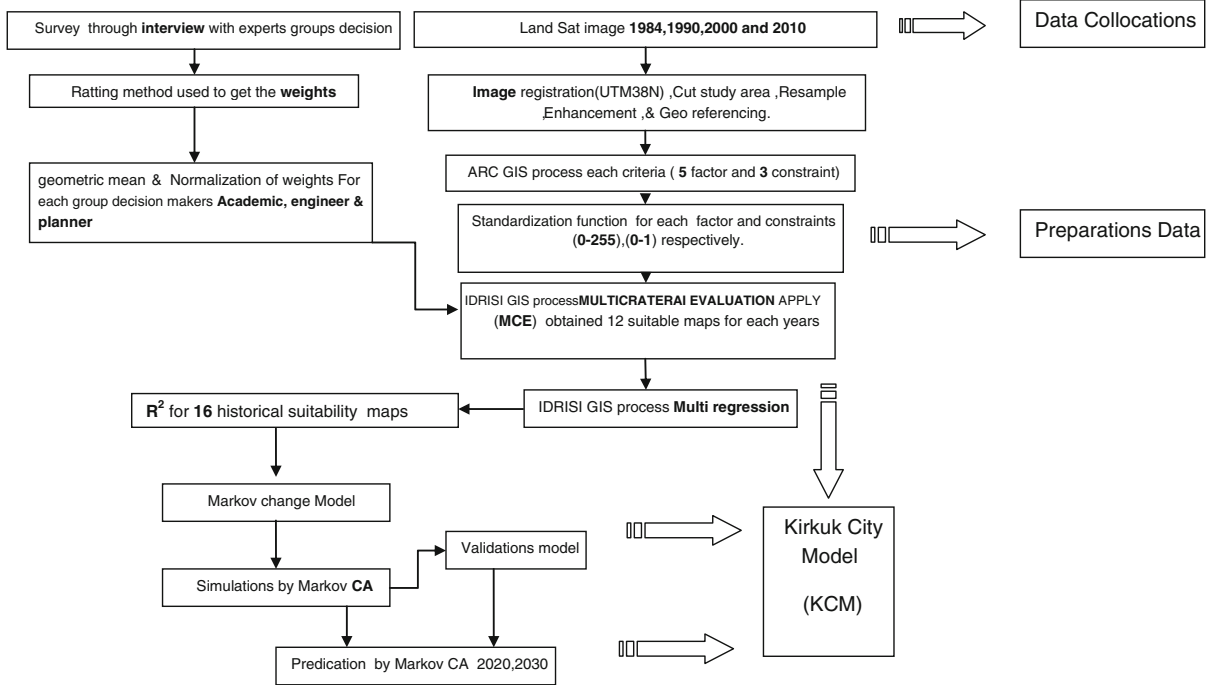 Survey through interview with experts groups decision
Land Sat image 1984,1990,2000 and 2010
Data Collocations
Ratting method used to get the weights
Image registration(UTM38N) ,Cut study area ,Resample
,Enhancement ,& Geo referencing.
geometric mean & Normalization of weights For
each group decision makers Academic, engineer &
planner
ARC GIS process each criteria ( 5 factor and 3 constraint)
Standardization function for each factor and constraints
(0-255),(0-1) respectively.
Preparations Data
IDRISI GIS processMULTICRATERAI EVALUATION APPLY
(MCE) obtained 12 suitable maps for each years
R2 for 16 historical suitability maps
IDRISI GIS process Multi regression
Markov change Model
Validations model
Simulations by Markov CA
Predication by Markov CA 2020,2030
Kirkuk City
Model
(KCM)